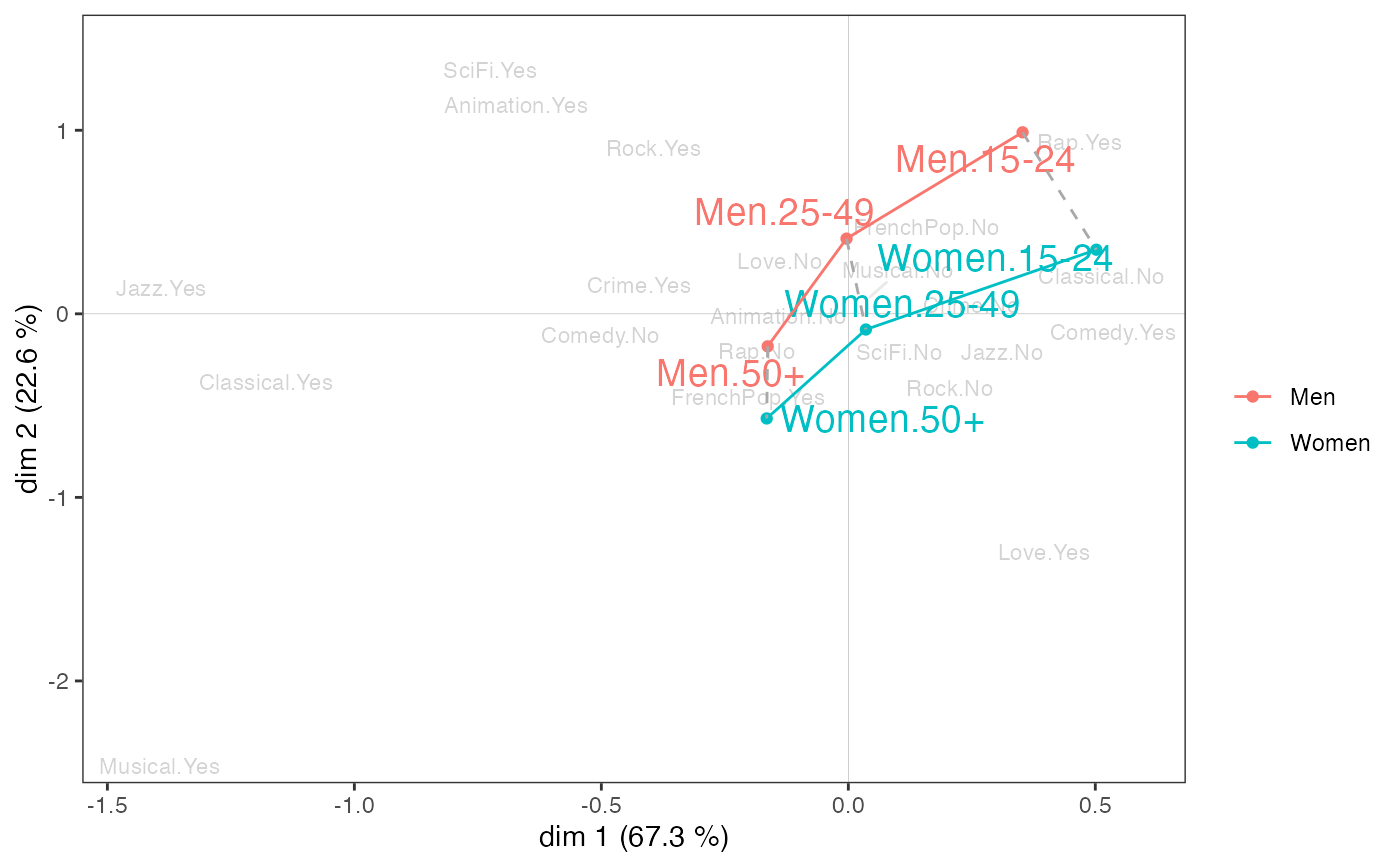 SciFi.Yes
Animation.Yes
1
Rap.Yes
Rock.Yes
Men.15-24
Men.25-49
FrenchPop.No
Women.15-24
Love.No
Musical.No
Classical.No
Crime.Yes
Jazz.Yes
Women.25-49
Crime.No
0
Animation.No
Comedy.Yes
Comedy.No
Rap.No
SciFi.No
Jazz.No
Men.50+
Classical.Yes
Rock.No
FrenchPop.Yes
Women.50+
Men
Women
-1
Love.Yes
-2
Musical.Yes
-1.5
-1.0
-0.5
0.0
0.5
dim 1 (67.3 %)
dim 2 (22.6 %)